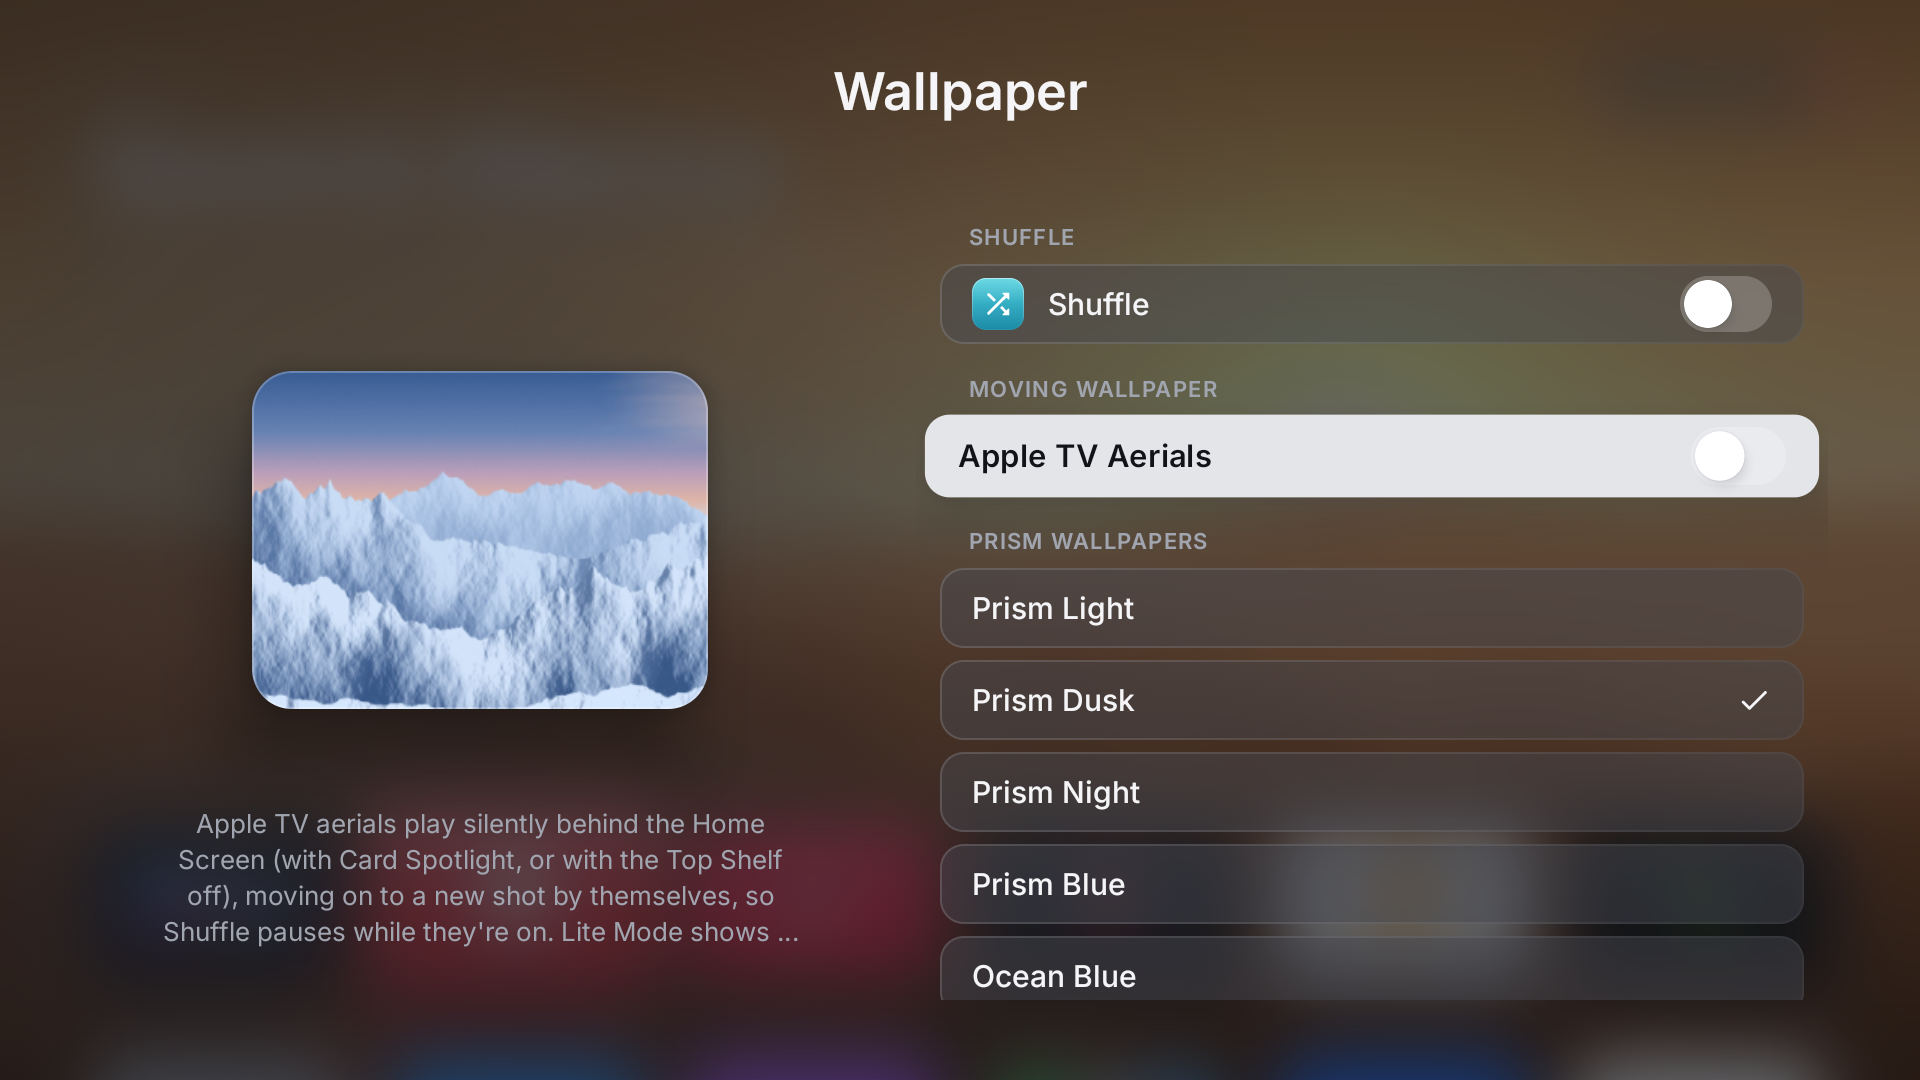 Wallpaper
SHUFFLE
Shuffle
MOVING WALLPAPER
Apple TV Aerials
PRISM WALLPAPERS
Prism Light
Prism Dusk
Prism Night
Prism Blue
Ocean Blue
Apple TV aerials play silently behind the Home
Screen (with Card Spotlight, or with the Top Shelf
off), moving on to a new shot by themselves, so
Shuffle pauses while they're on. Lite Mode shows ...